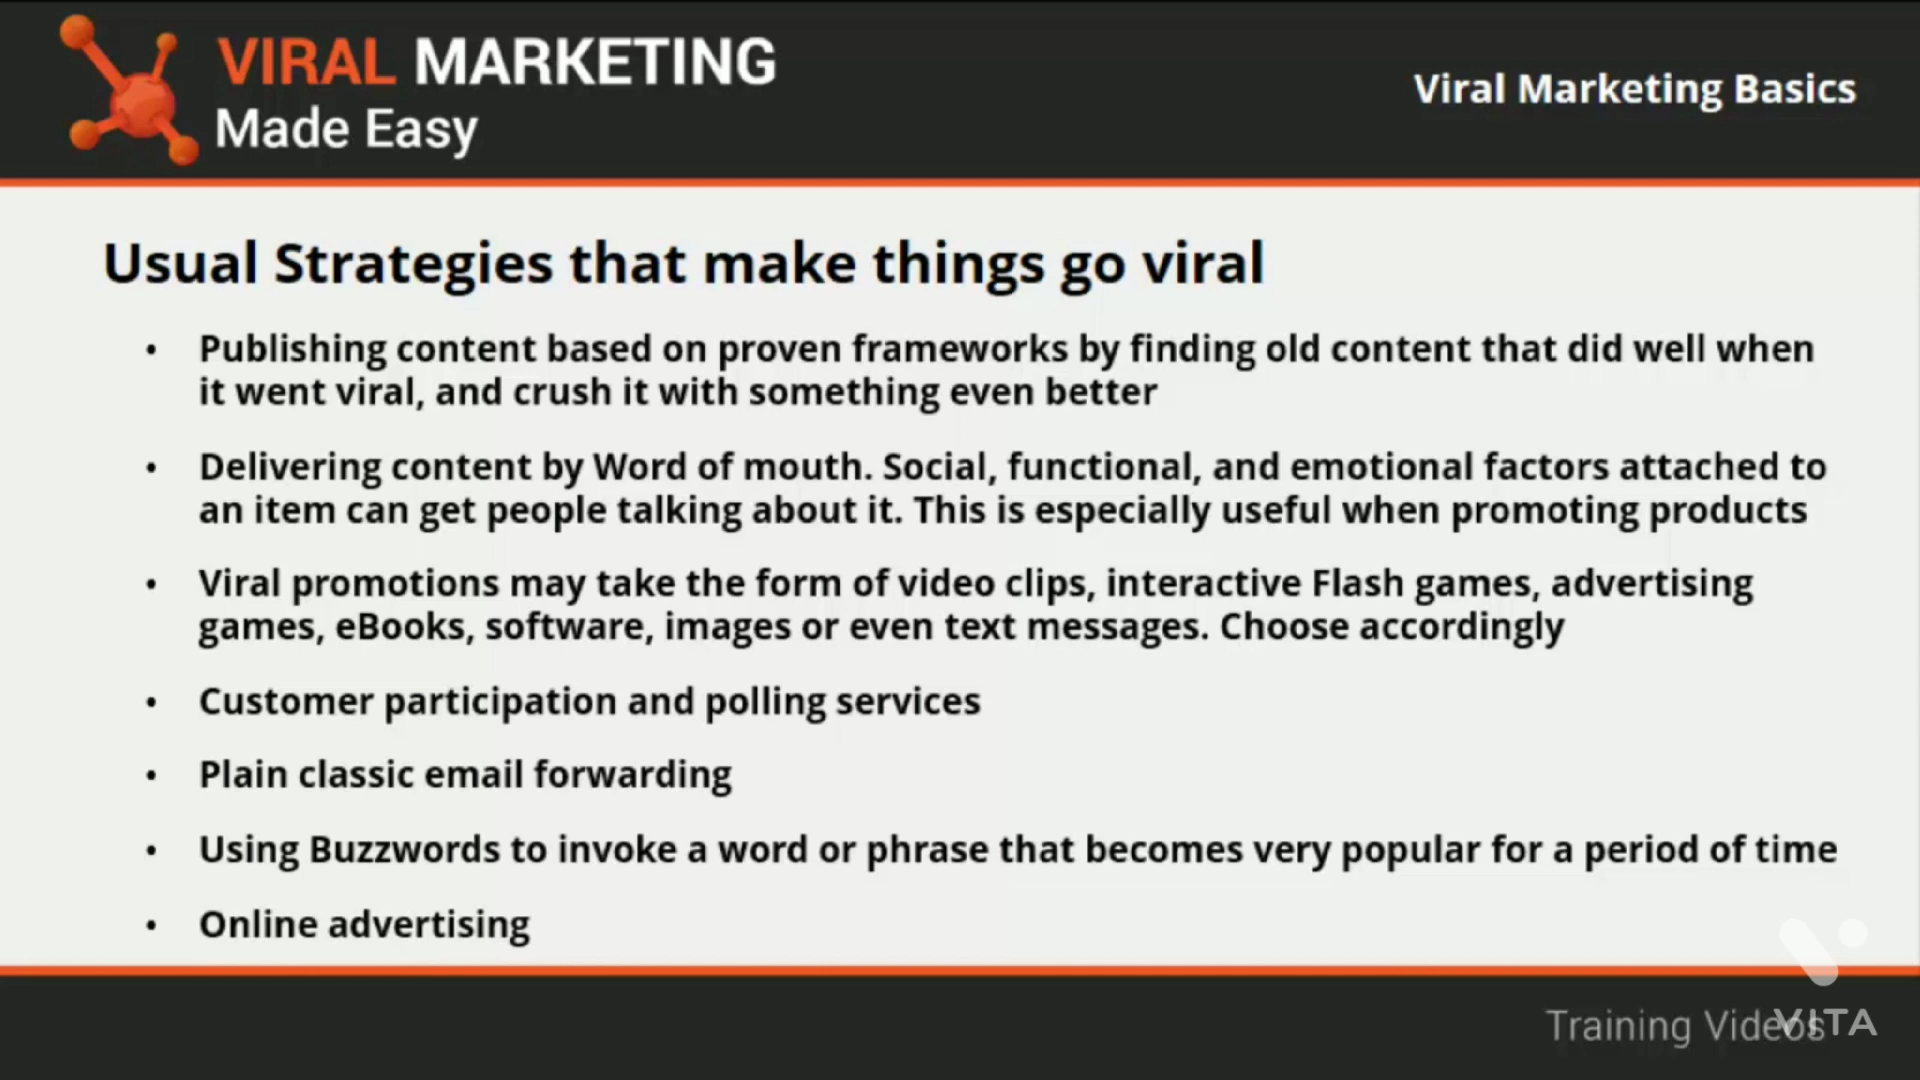 VIRAL MARKETING
Made Easy
Viral Marketing Basics
Usual Strategies that make things go viral
• Publishing content based on proven frameworks by finding old content that did well when
it went viral, and crush it with something even better
• Delivering content by Word of mouth. Social, functional, and emotional factors attached to
an item can get people talking about it. This is especially useful when promoting products
• Viral promotions may take the form of video clips, interactive Flash games, advertising
games, eBooks, software, images or even text messages. Choose accordingly
• Customer participation and polling services
• Plain classic email forwarding
• Using Buzzwords to invoke a word or phrase that becomes very popular for a period of time
• Online advertising
Training Videos
VITA